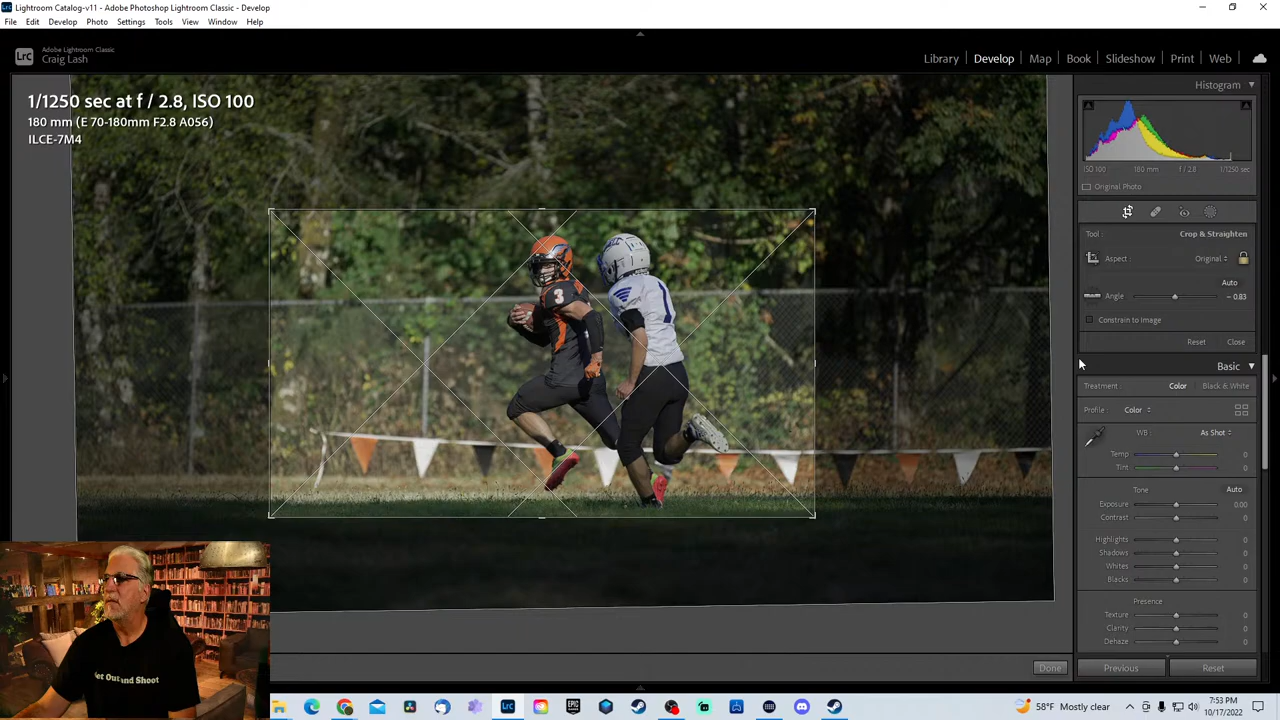 Lightroom Catalog-v11 - Adobe Photoshop Lightroom Classic - Develop
File Edit Develop Photo Settings Tools View Window Help
Lrc
Adobe Lightroom Classic
Craig Lash
Library Develop Map Book Slideshow Print Web
1/1250 sec at f / 2.8, ISO 100
180 mm (E 70-180mm F2.8 A056)
ILCE-7M4
3
1
Histogram
ISO 100 180 mm f / 2.8 1/1250 sec
Original Photo
Tool : Crop & Straighten
Aspect : Original
Auto
Angle - 0.83
Constrain to Image
Reset Close
Basic
Treatment : Color Black & White
Profile : Color
WB : As Shot
Temp 0
Tint 0
Tone Auto
Exposure 0.00
Contrast 0
Highlights 0
Shadows 0
Whites 0
Blacks 0
Presence
Texture 0
Clarity 0
Dehaze 0
Previous Reset
Done
Get Out and Shoot
Lrc
EPIC
58°F Mostly clear
7:53 PM
10/17/2022